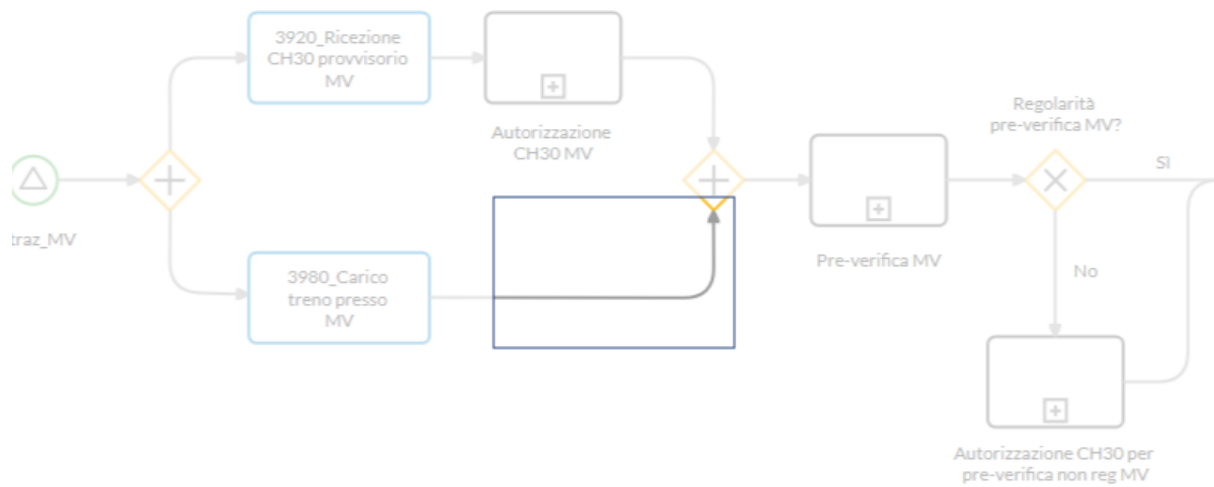 3920_Ricezione
CH30 provvisorio
MV
Autorizzazione
CH30 MV
Regolarità
pre-verifica MV?
Sì
traz_MV
3980_Carico
treno presso
MV
Pre-verifica MV
No
Autorizzazione CH30 per
pre-verifica non reg MV